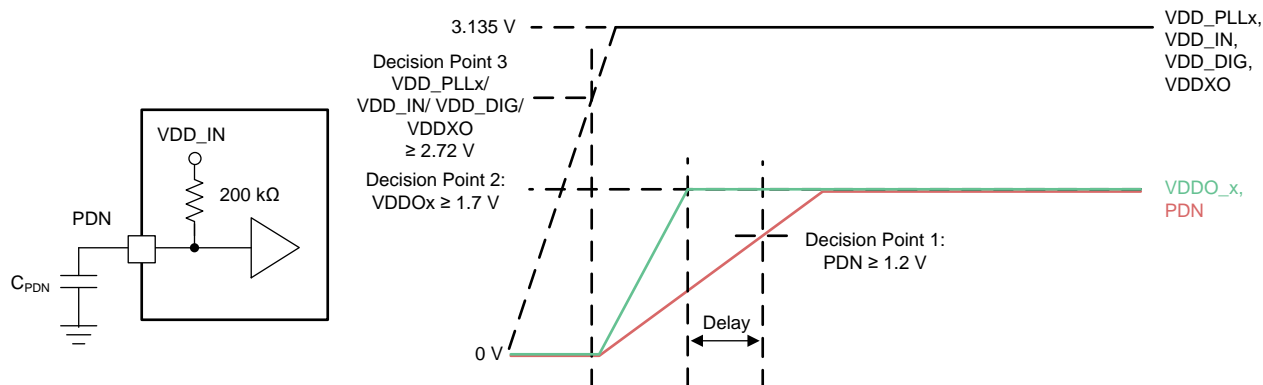 VDD_IN
200 kΩ
PDN
C_PDN
3.135 V
Decision Point 3
VDD_PLLx/
VDD_IN/ VDD_DIG/
VDDXO
≥ 2.72 V
Decision Point 2:
VDDOx ≥ 1.7 V
Decision Point 1:
PDN ≥ 1.2 V
Delay
0 V
VDD_PLLx,
VDD_IN,
VDD_DIG,
VDDXO
VDDO_x,
PDN